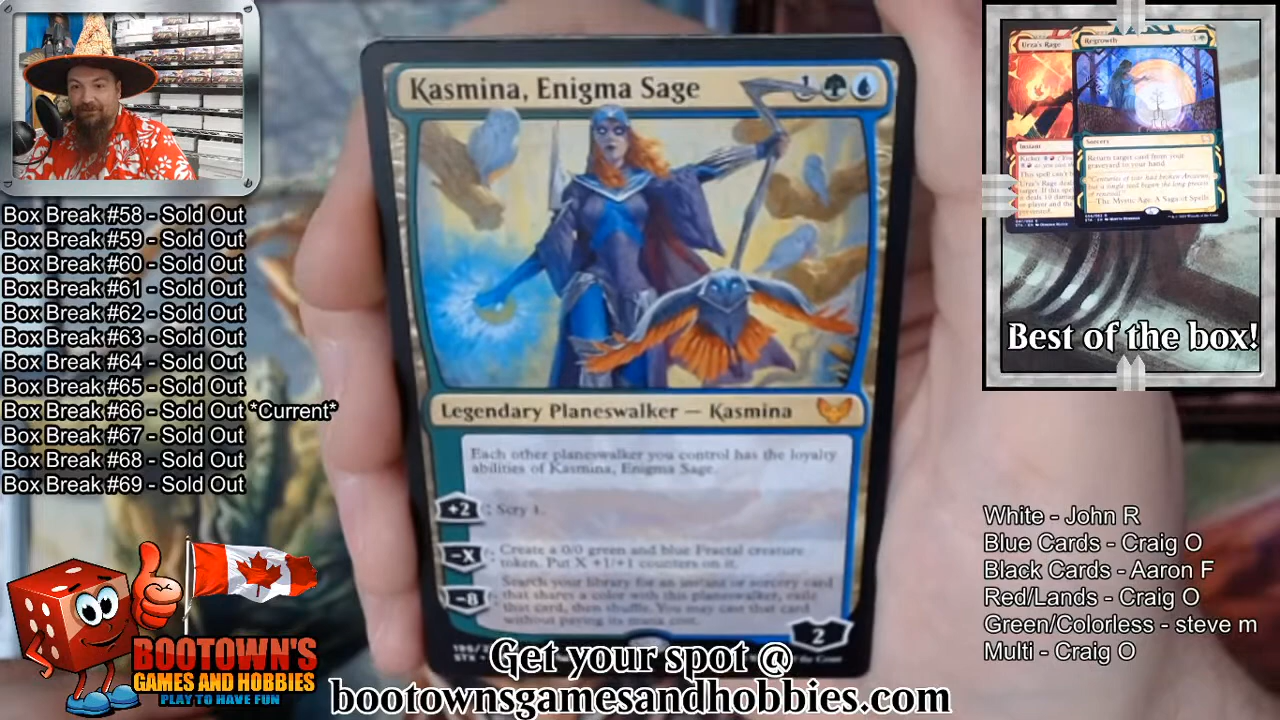 Box Break #58 - Sold Out
Box Break #59 - Sold Out
Box Break #60 - Sold Out
Box Break #61 - Sold Out
Box Break #62 - Sold Out
Box Break #63 - Sold Out
Box Break #64 - Sold Out
Box Break #65 - Sold Out
Box Break #66 - Sold Out *Current*
Box Break #67 - Sold Out
Box Break #68 - Sold Out
Box Break #69 - Sold Out
BOOTOWN'S
GAMES AND HOBBIES
PLAY TO HAVE FUN
Kasmina, Enigma Sage 1
Legendary Planeswalker — Kasmina
Each other planeswalker you control has the loyalty
abilities of Kasmina, Enigma Sage.
+2: Scry 1.
-X: Create a 0/0 green and blue Fractal creature
token. Put X +1/+1 counters on it.
-8: Search your library for an instant or sorcery card
that shares a color with this planeswalker, exile
that card, then shuffle. You may cast that card
without paying its mana cost.
2
STX
Get your spot @
bootownsgamesandhobbies.com
Urza's Rage
Instant
Regrowth 1
Sorcery
Return target card from your
graveyard to your hand.
Best of the box!
White - John R
Blue Cards - Craig O
Black Cards - Aaron F
Red/Lands - Craig O
Green/Colorless - steve m
Multi - Craig O